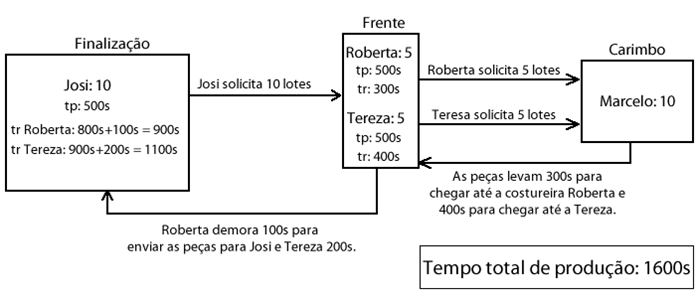 Finalização
Josi: 10
tp: 500s
tr Roberta: 800s+100s = 900s
tr Tereza: 900s+200s = 1100s
Josi solicita 10 lotes
Frente
Roberta: 5
tp: 500s
tr: 300s
Tereza: 5
tp: 500s
tr: 400s
Roberta solicita 5 lotes
Teresa solicita 5 lotes
Carimbo
Marcelo: 10
As peças levam 300s para
chegar até a costureira Roberta e
400s para chegar até a Tereza.
Roberta demora 100s para
enviar as peças para Josi e Tereza 200s.
Tempo total de produção: 1600s